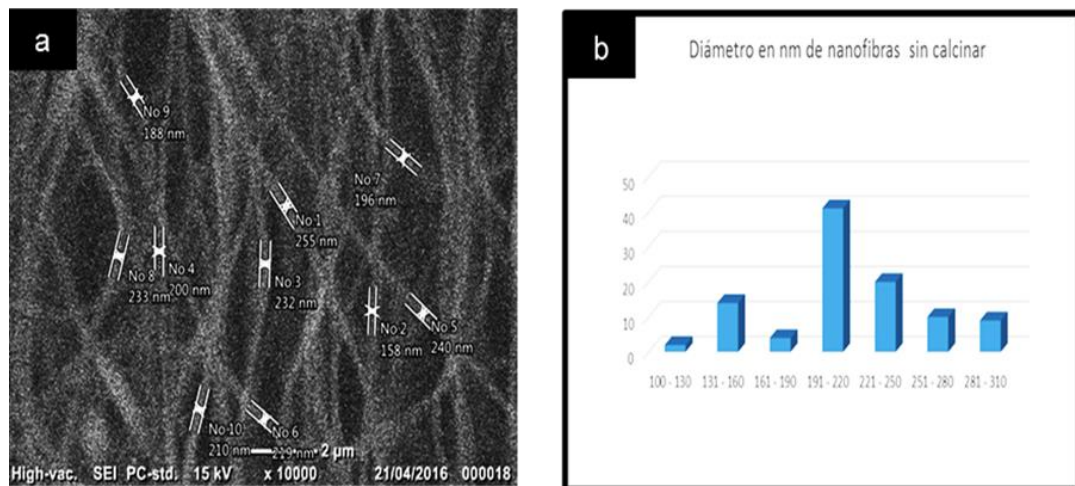 a
No 9
188 nm
No 7
196 nm
No 1
255 nm
No 8
233 nm
No 4
200 nm
No 3
232 nm
No 2
158 nm
No 5
240 nm
No 10
210 nm
No 6
219 nm
2 µm
High-vac. SEI PC-std. 15 kV x 10000 21/04/2016 000018
b
Diámetro en nm de nanofibras sin calcinar
50
40
30
20
10
0
100 - 130 131 - 160 161 - 190 191 - 220 221 - 250 251 - 280 281 - 310